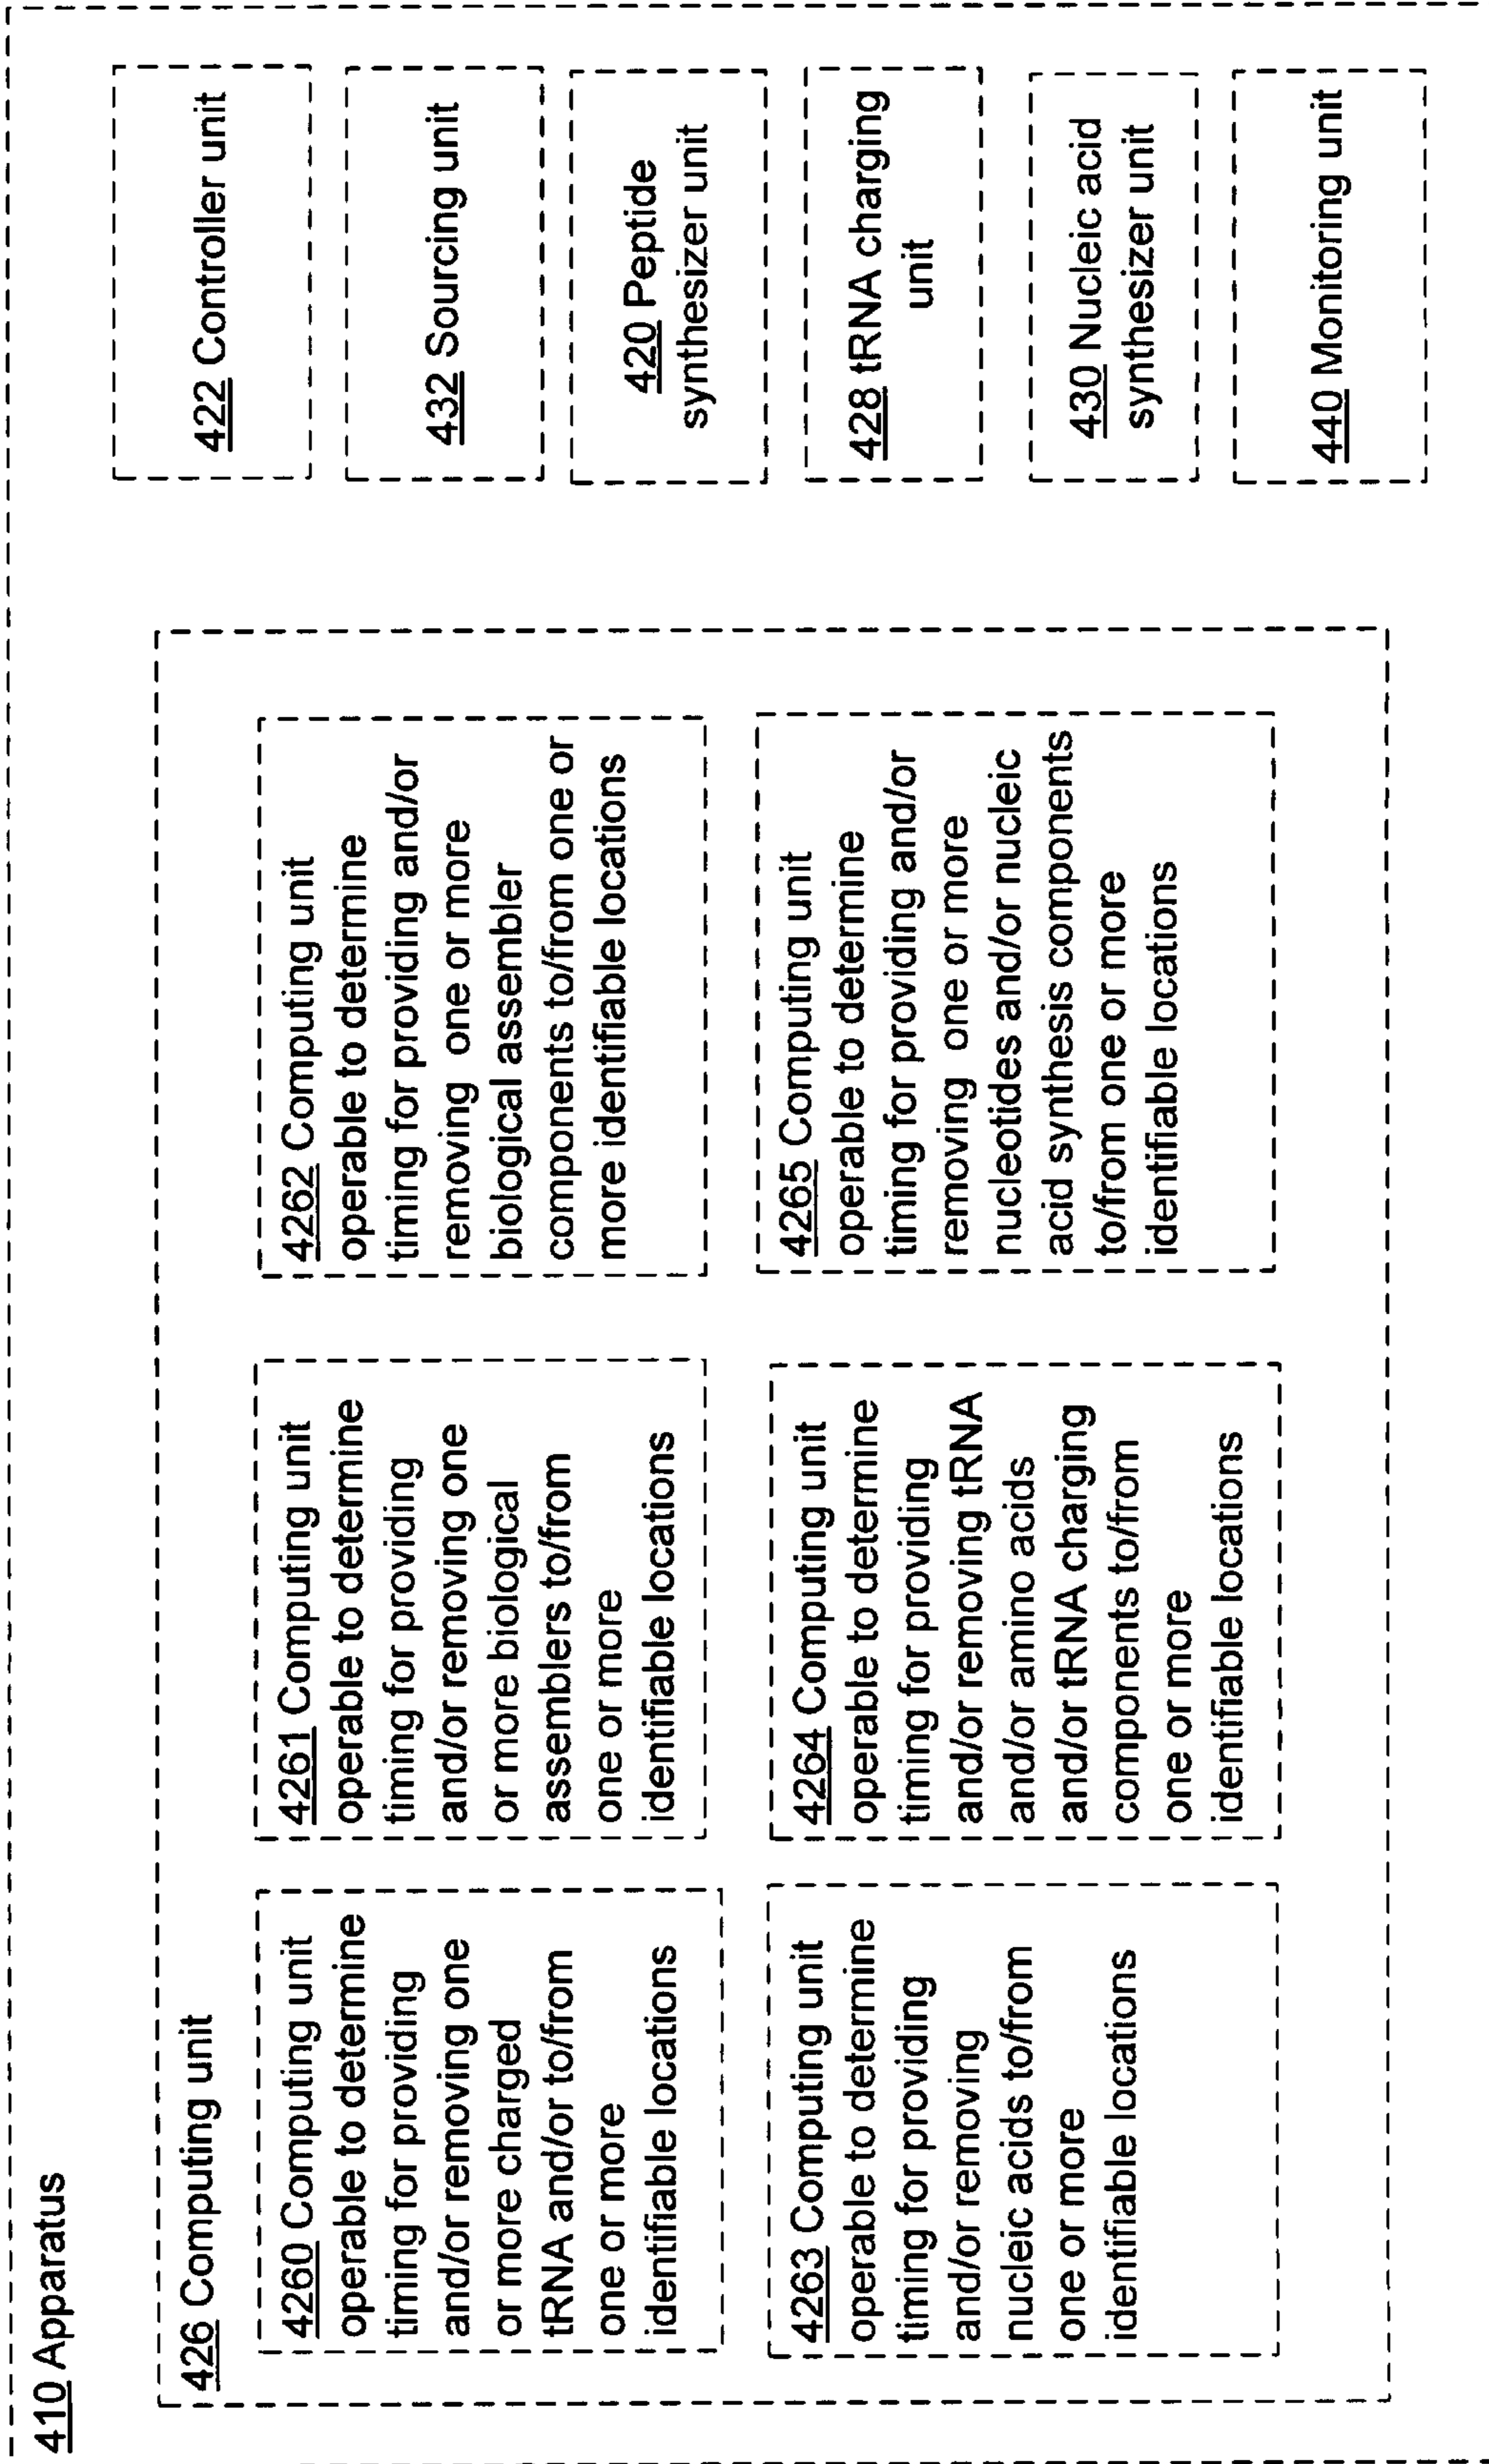 410 Apparatus
426 Computing unit
4260 Computing unit
operable to determine
timing for providing
and/or removing one
or more charged
tRNA and/or to/from
one or more
identifiable locations
4261 Computing unit
operable to determine
timing for providing
and/or removing one
or more biological
assemblers to/from
one or more
identifiable locations
4262 Computing unit
operable to determine
timing for providing and/or
removing one or more
biological assembler
components to/from one or
more identifiable locations
4263 Computing unit
operable to determine
timing for providing
and/or removing
nucleic acids to/from
one or more
identifiable locations
4264 Computing unit
operable to determine
timing for providing
and/or removing tRNA
and/or amino acids
and/or tRNA charging
components to/from
one or more
identifiable locations
4265 Computing unit
operable to determine
timing for providing and/or
removing one or more
nucleotides and/or nucleic
acid synthesis components
to/from one or more
identifiable locations
422 Controller unit
432 Sourcing unit
420 Peptide
synthesizer unit
428 tRNA charging
unit
430 Nucleic acid
synthesizer unit
440 Monitoring unit